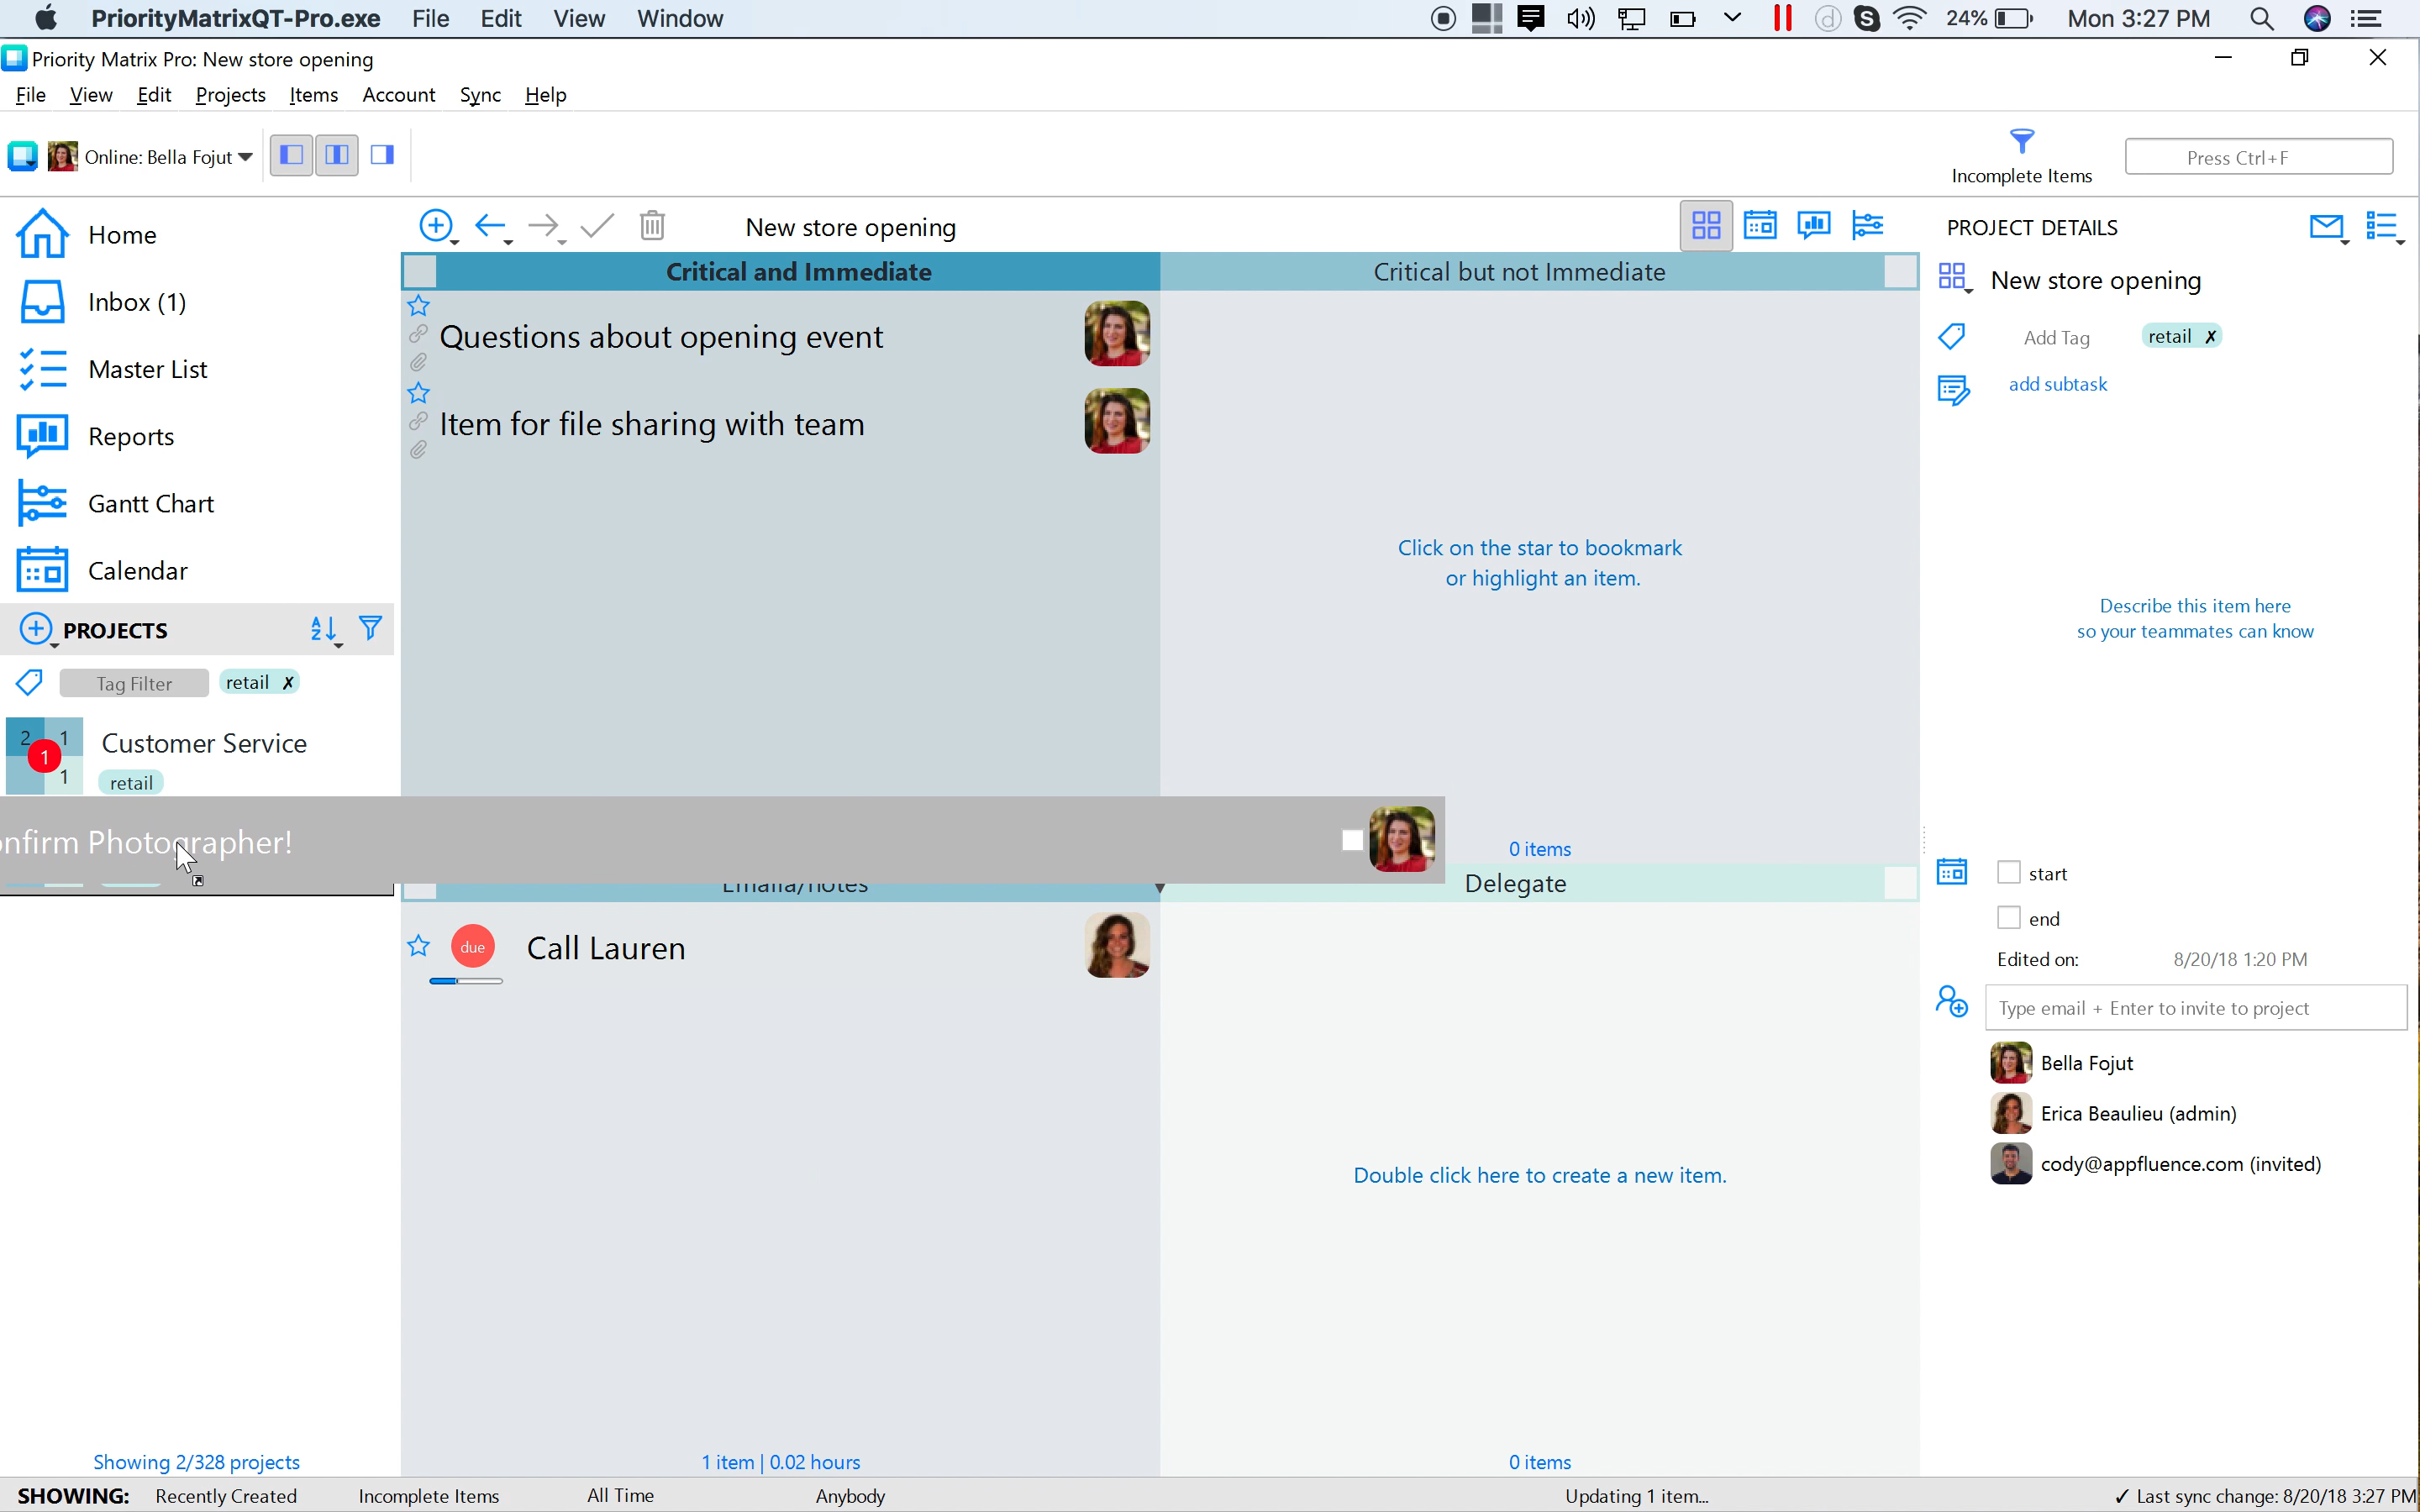 PriorityMatrixQT-Pro.exe File Edit View Window 24% Mon 3:27 PM
Priority Matrix Pro: New store opening
File View Edit Projects Items Account Sync Help
Online: Bella Fojut
Incomplete Items
Press Ctrl+F
Home
Inbox (1)
Master List
Reports
Gantt Chart
Calendar
PROJECTS
Tag Filter retail ✗
2 1 1 1
Customer Service
retail
Showing 2/328 projects
New store opening
Critical and Immediate
Questions about opening event
Item for file sharing with team
Critical but not Immediate
Click on the star to bookmark
or highlight an item.
0 items
onfirm Photographer!
due Call Lauren
1 item | 0.02 hours
Delegate
Double click here to create a new item.
0 items
PROJECT DETAILS
New store opening
Add Tag retail ✗
add subtask
Describe this item here
so your teammates can know
start
end
Edited on: 8/20/18 1:20 PM
Type email + Enter to invite to project
Bella Fojut
Erica Beaulieu (admin)
cody@appfluence.com (invited)
SHOWING: Recently Created Incomplete Items All Time Anybody Updating 1 item... ✓ Last sync change: 8/20/18 3:27 PM